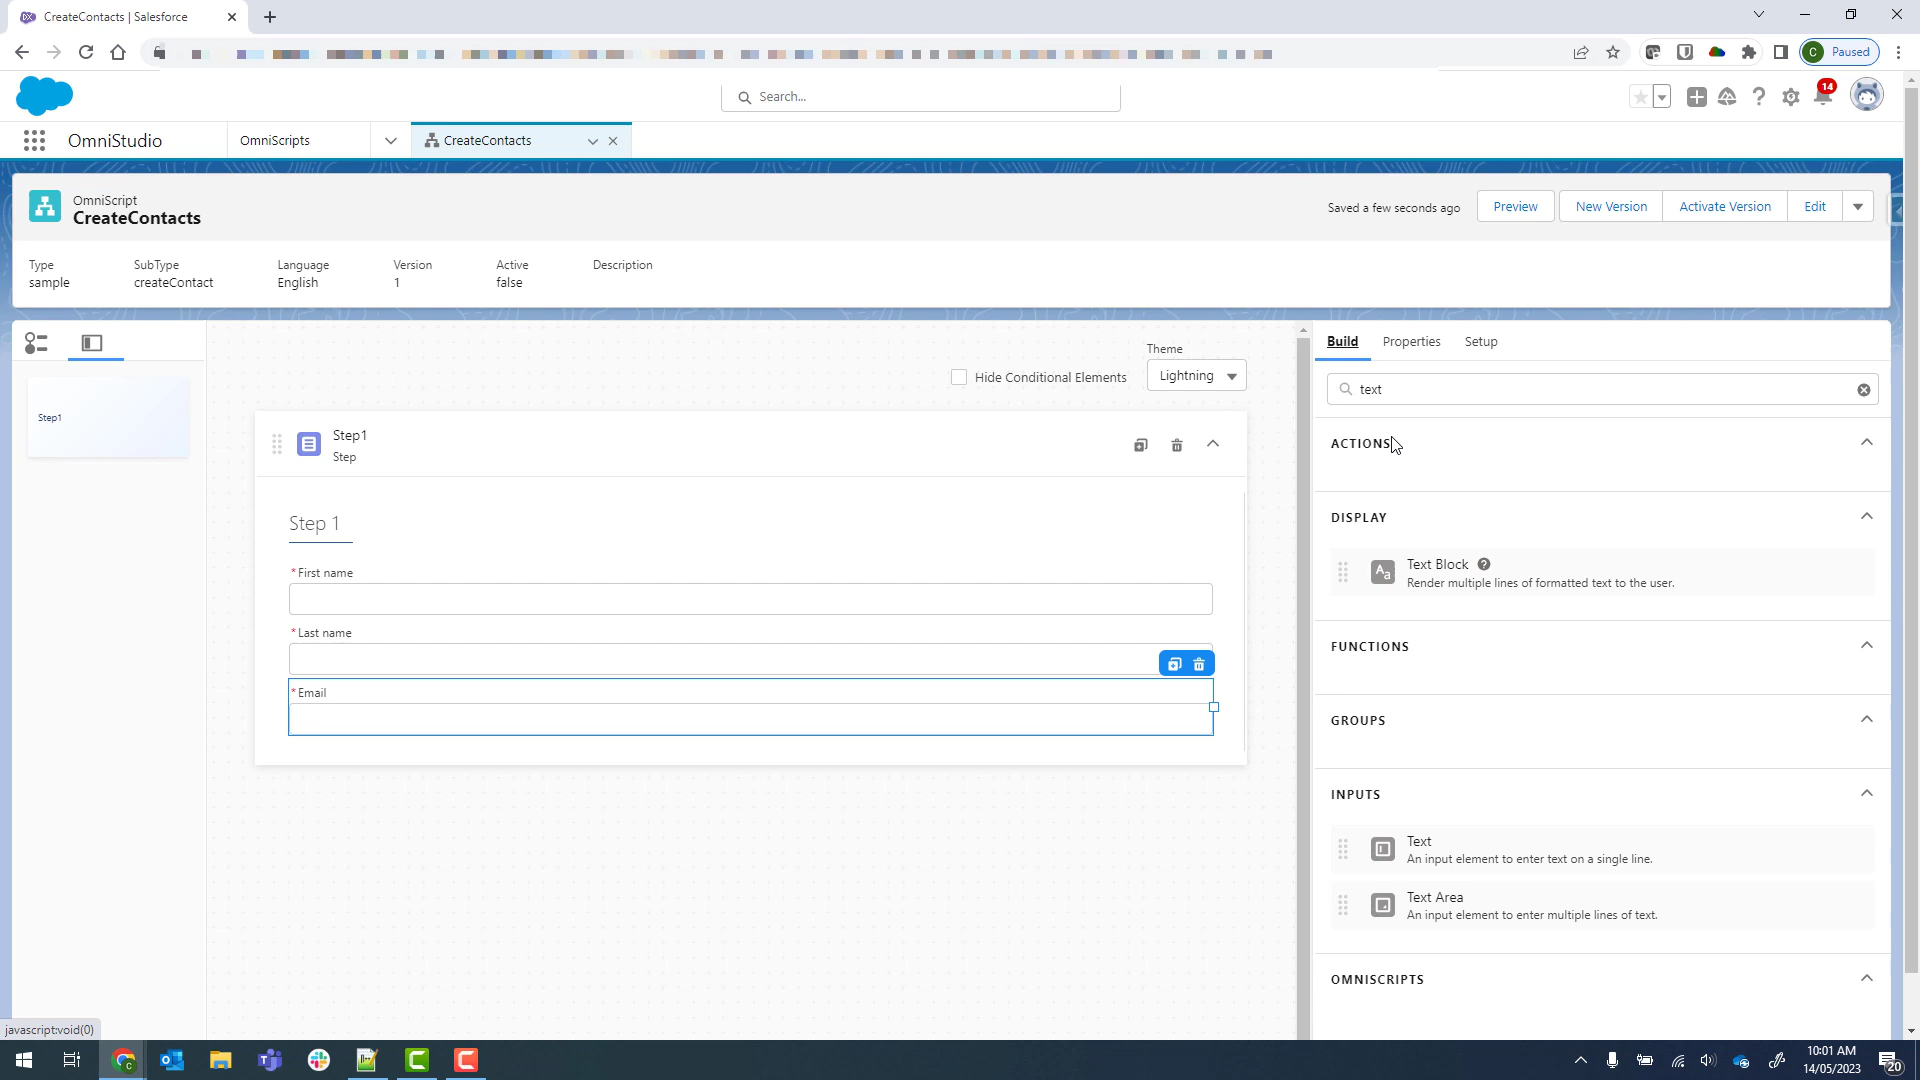 CreateContacts | Salesforce
C Paused
Search...
14
OmniStudio
OmniScripts
CreateContacts
OmniScript
CreateContacts
Saved a few seconds ago
Preview
New Version
Activate Version
Edit
Type
sample
SubType
createContact
Language
English
Version
1
Active
false
Description
Step1
Hide Conditional Elements
Theme
Lightning
Step1
Step
Step 1
*First name
*Last name
*Email
Build
Properties
Setup
text
ACTIONS
DISPLAY
Aa
Text Block
Render multiple lines of formatted text to the user.
FUNCTIONS
GROUPS
INPUTS
Text
An input element to enter text on a single line.
Text Area
An input element to enter multiple lines of text.
OMNISCRIPTS
javascript:void(0)
10:01 AM
14/05/2023
20